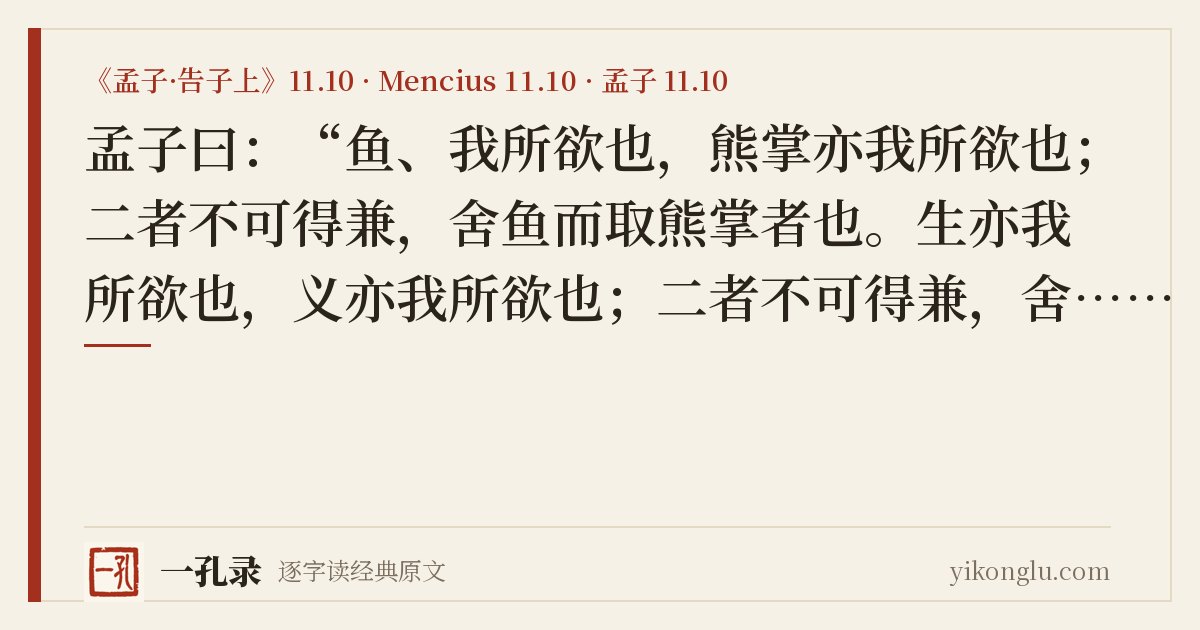 《孟子·告子上》11.10 · Mencius 11.10 · 孟子 11.10
孟子曰：“鱼、我所欲也，熊掌亦我所欲也；
二者不可得兼，舍鱼而取熊掌者也。生亦我
所欲也，义亦我所欲也；二者不可得兼，舍……
一孔
一孔录 逐字读经典原文 yikonglu.com